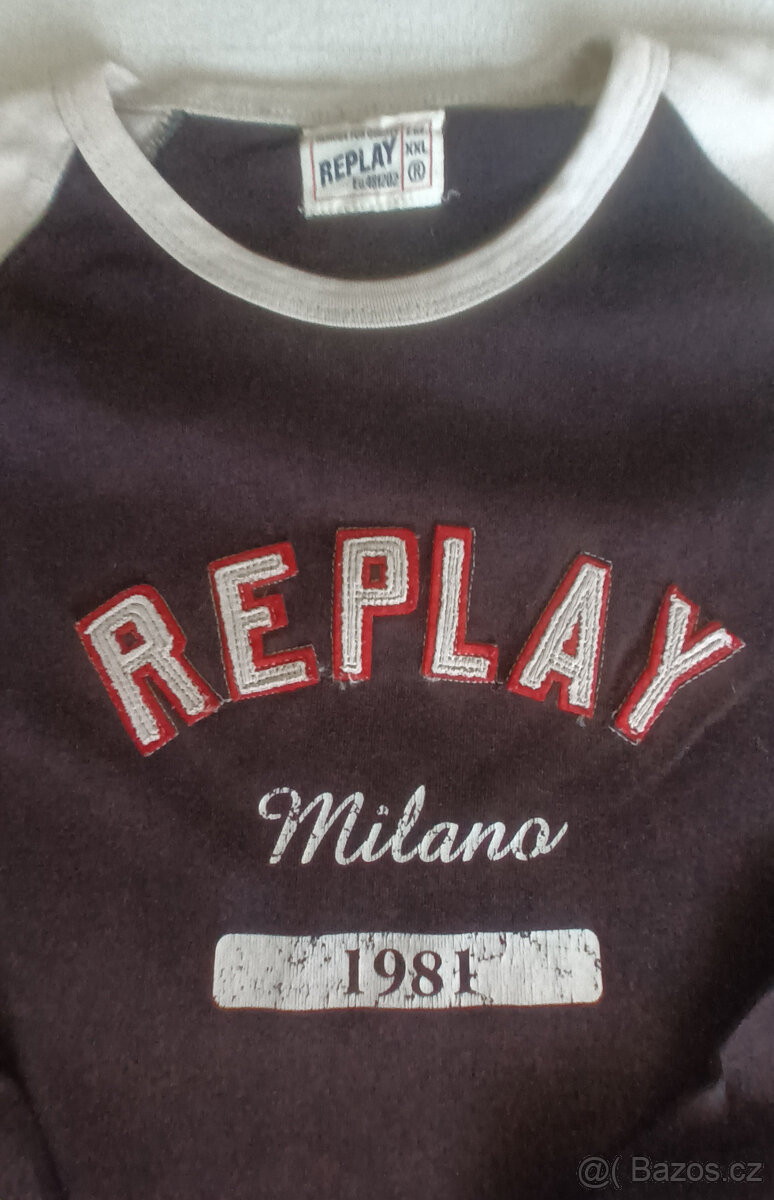 REPLAY
XXL
®
REPLAY
Milano
1981
@( Bazos.cz